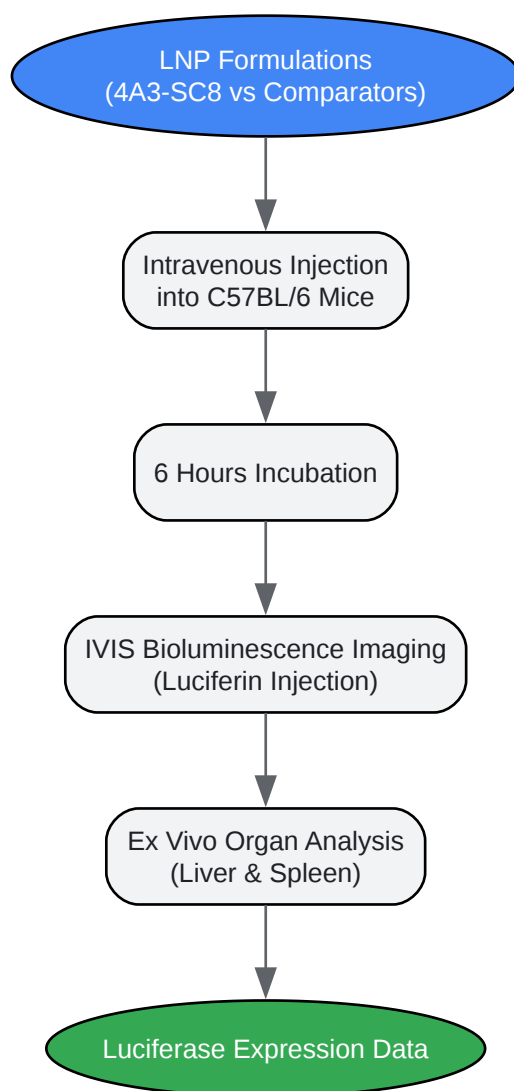 LNP Formulations
(4A3-SC8 vs Comparators)
Intravenous Injection
into C57BL/6 Mice
6 Hours Incubation
IVIS Bioluminescence Imaging
(Luciferin Injection)
Ex Vivo Organ Analysis
(Liver & Spleen)
Luciferase Expression Data